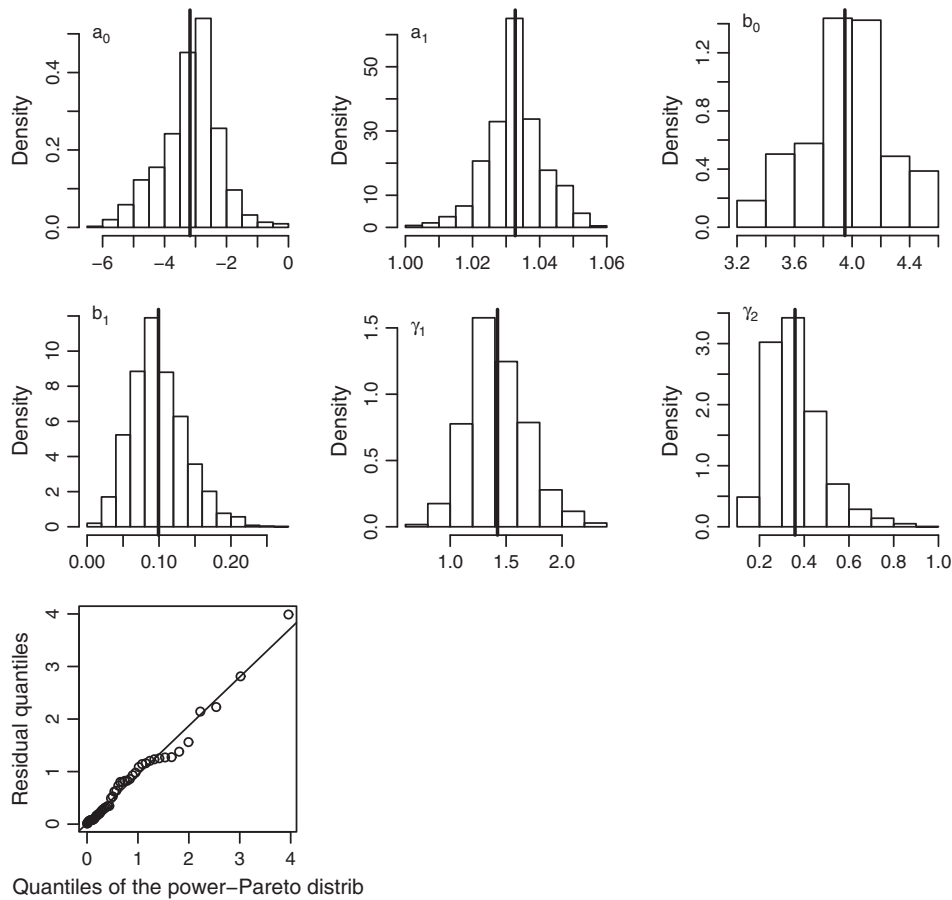 a0
Density
0.0 0.2 0.4
−6 −4 −2 0
a1
Density
0 10 30 50
1.00 1.02 1.04 1.06
b0
Density
0.0 0.4 0.8 1.2
3.2 3.6 4.0 4.4
b1
Density
0 2 4 6 8 10
0.00 0.10 0.20
γ1
Density
0.0 0.5 1.0 1.5
1.0 1.5 2.0
γ2
Density
0.0 1.0 2.0 3.0
0.2 0.4 0.6 0.8 1.0
Residual quantiles
0 1 2 3 4
0 1 2 3 4
Quantiles of the power−Pareto distrib